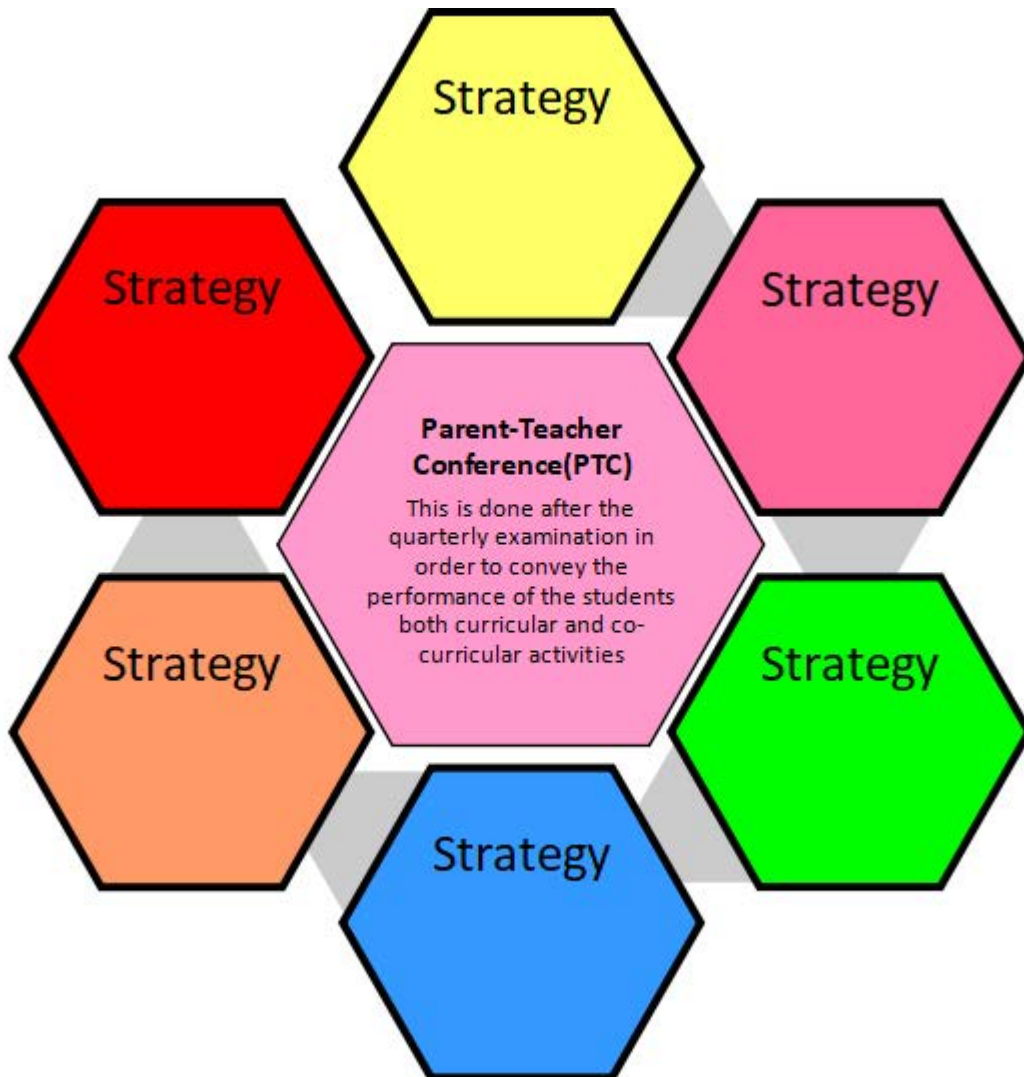 Strategy
Strategy
Strategy
Parent-Teacher
Conference(PTC)
This is done after the
quarterly examination in
order to convey the
performance of the students
both curricular and co-
curricular activities
Strategy
Strategy
Strategy